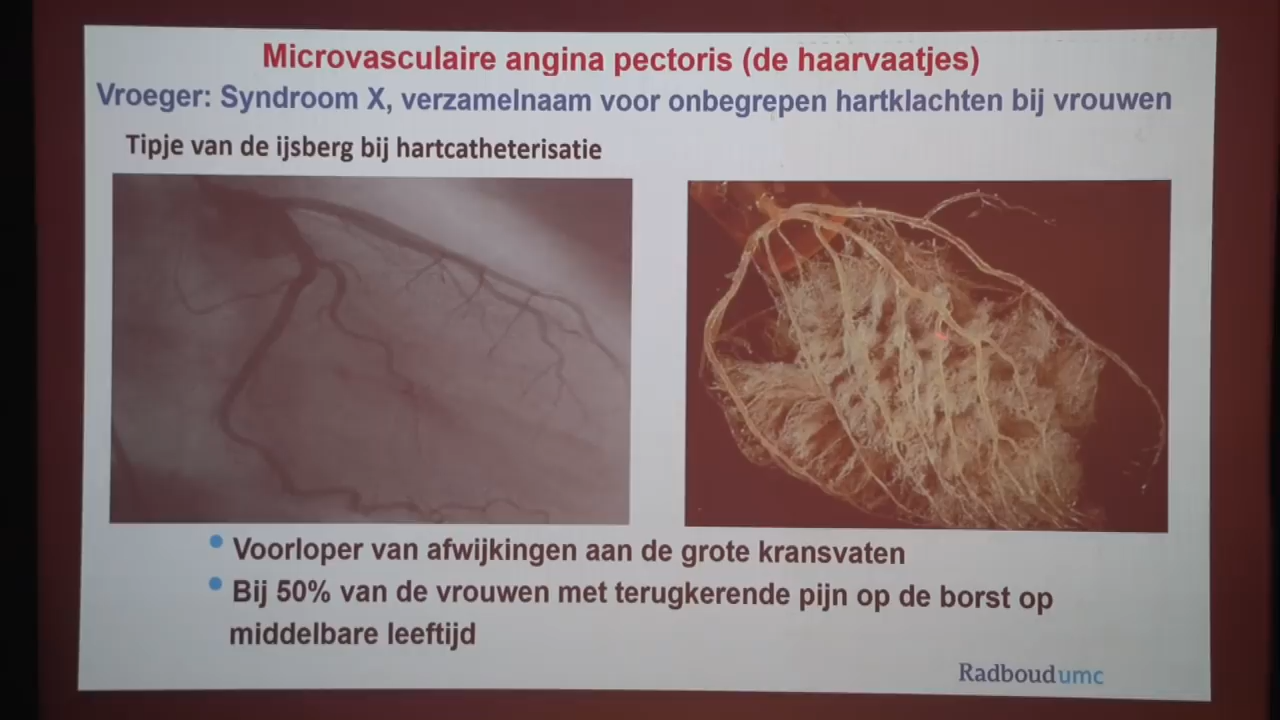 Microvasculaire angina pectoris (de haarvaatjes)
Vroeger: Syndroom X, verzamelnaam voor onbegrepen hartklachten bij vrouwen
Tipje van de ijsberg bij hartcatheterisatie
• Voorloper van afwijkingen aan de grote kransvaten
• Bij 50% van de vrouwen met terugkerende pijn op de borst op
middelbare leeftijd
Radboudumc